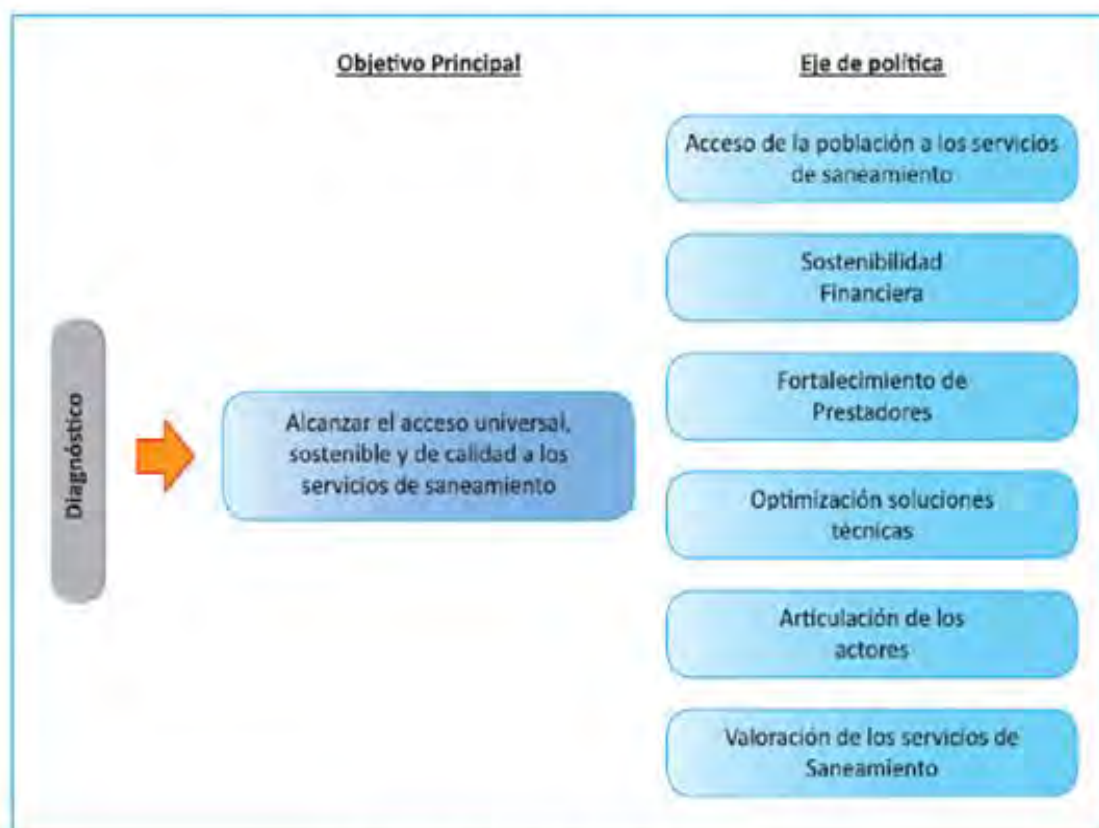 Objetivo Principal
Eje de política
Diagnóstico
Alcanzar el acceso universal,
sostenible y de calidad a los
servicios de saneamiento
Acceso de la población a los servicios
de saneamiento
Sostenibilidad
Financiera
Fortalecimiento de
Prestadores
Optimización soluciones
técnicas
Articulación de los
actores
Valoración de los servicios de
Saneamiento